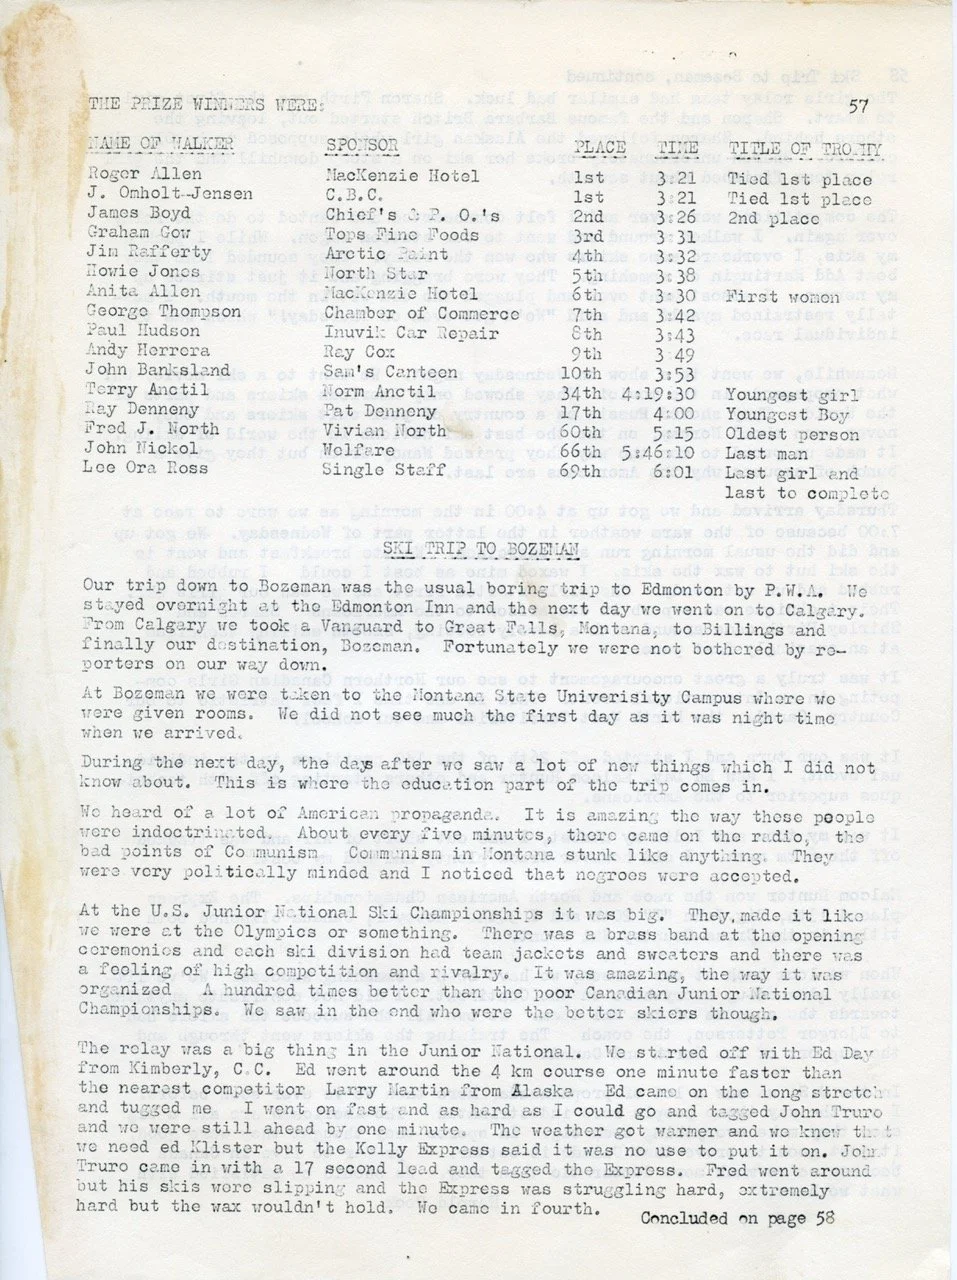 THE PRIZE WINNERS WERE: 57
NAME OF WALKER SPONSOR PLACE TIME TITLE OF TROPHY
Roger Allen MacKenzie Hotel 1st 3:21 Tied 1st place
J. Omholt-Jensen C.B.C. 1st 3:21 Tied 1st place
James Boyd Chief's & P. O.'s 2nd 3:26 2nd place
Graham Gow Tops Fine Foods 3rd 3 31
Jim Rafferty Arctic Paint 4th 3:32
Howie Jones North Star 5th 3:38
Anita Allen MacKenzie Hotel 6th 3:30 First women
George Thompson Chamber of Commerce 7th 3:42
Paul Hudson Inuvik Car Repair 8th 3:43
Andy Herrera Ray Cox 9th 3 49
John Banksland Sam's Canteen 10th 3:53
Terry Anctil Norm Anctil 34th 4:19:30 Youngest girl
Ray Denneny Pat Denneny 17th 4:00 Youngest Boy
Fred J. North Vivian North 60th 5:15 Oldest person
John Nickol Welfare 66th 5:46:10 Last man
Lee Ora Ross Single Staff 69th 6:01 Last girl and
last to complete
SKI TRIP TO BOZEMAN
Our trip down to Bozeman was the usual boring trip to Edmonton by P.W.A. We
stayed overnight at the Edmonton Inn and the next day we went on to Calgary.
From Calgary we took a Vanguard to Great Falls, Montana, to Billings and
finally our destination, Bozeman. Fortunately we were not bothered by re-
porters on our way down.
At Bozeman we were taken to the Montana State Univerisity Campus where we
were given rooms. We did not see much the first day as it was night time
when we arrived.
During the next day, the days after we saw a lot of new things which I did not
know about. This is where the education part of the trip comes in.
We heard of a lot of American propaganda. It is amazing the way these people
were indoctrinated. About every five minutes, there came on the radio, the
bad points of Co munism Communism in Montana stunk like anything. They
were very politically minded and I noticed that negroes were accepted.
At the U.S. Junior National Ski Championships it was big. They made it like
we were at the Olympics or something. There was a brass band at the opening
ceremonies and each ski division had team jackets and sweaters and there was
a feeling of high competition and rivalry. It was amazing, the way it was
organized A hundred times better than the poor Canadian Junior National
Championships. We saw in the end who were the better skiers though.
The relay was a big thing in the Junior National. We started off with Ed Day
from Kimberly, C.C. Ed went around the 4 km course one minute faster than
the nearest competitor Larry Martin from Alaska Ed came on the long stretch
and tugged me I went on fast and as hard as I could go and tagged John Truro
and we were still ahead by one minute. The weather got warmer and we knew that
we need ed Klister but the Kelly Express said it was no use to put it on. John
Truro came in with a 17 second lead and tagged the Express. Fred went around
but his skis were slipping and the Express was struggling hard, extremely
hard but the wax wouldn't hold. We came in fourth.
Concluded on page 58